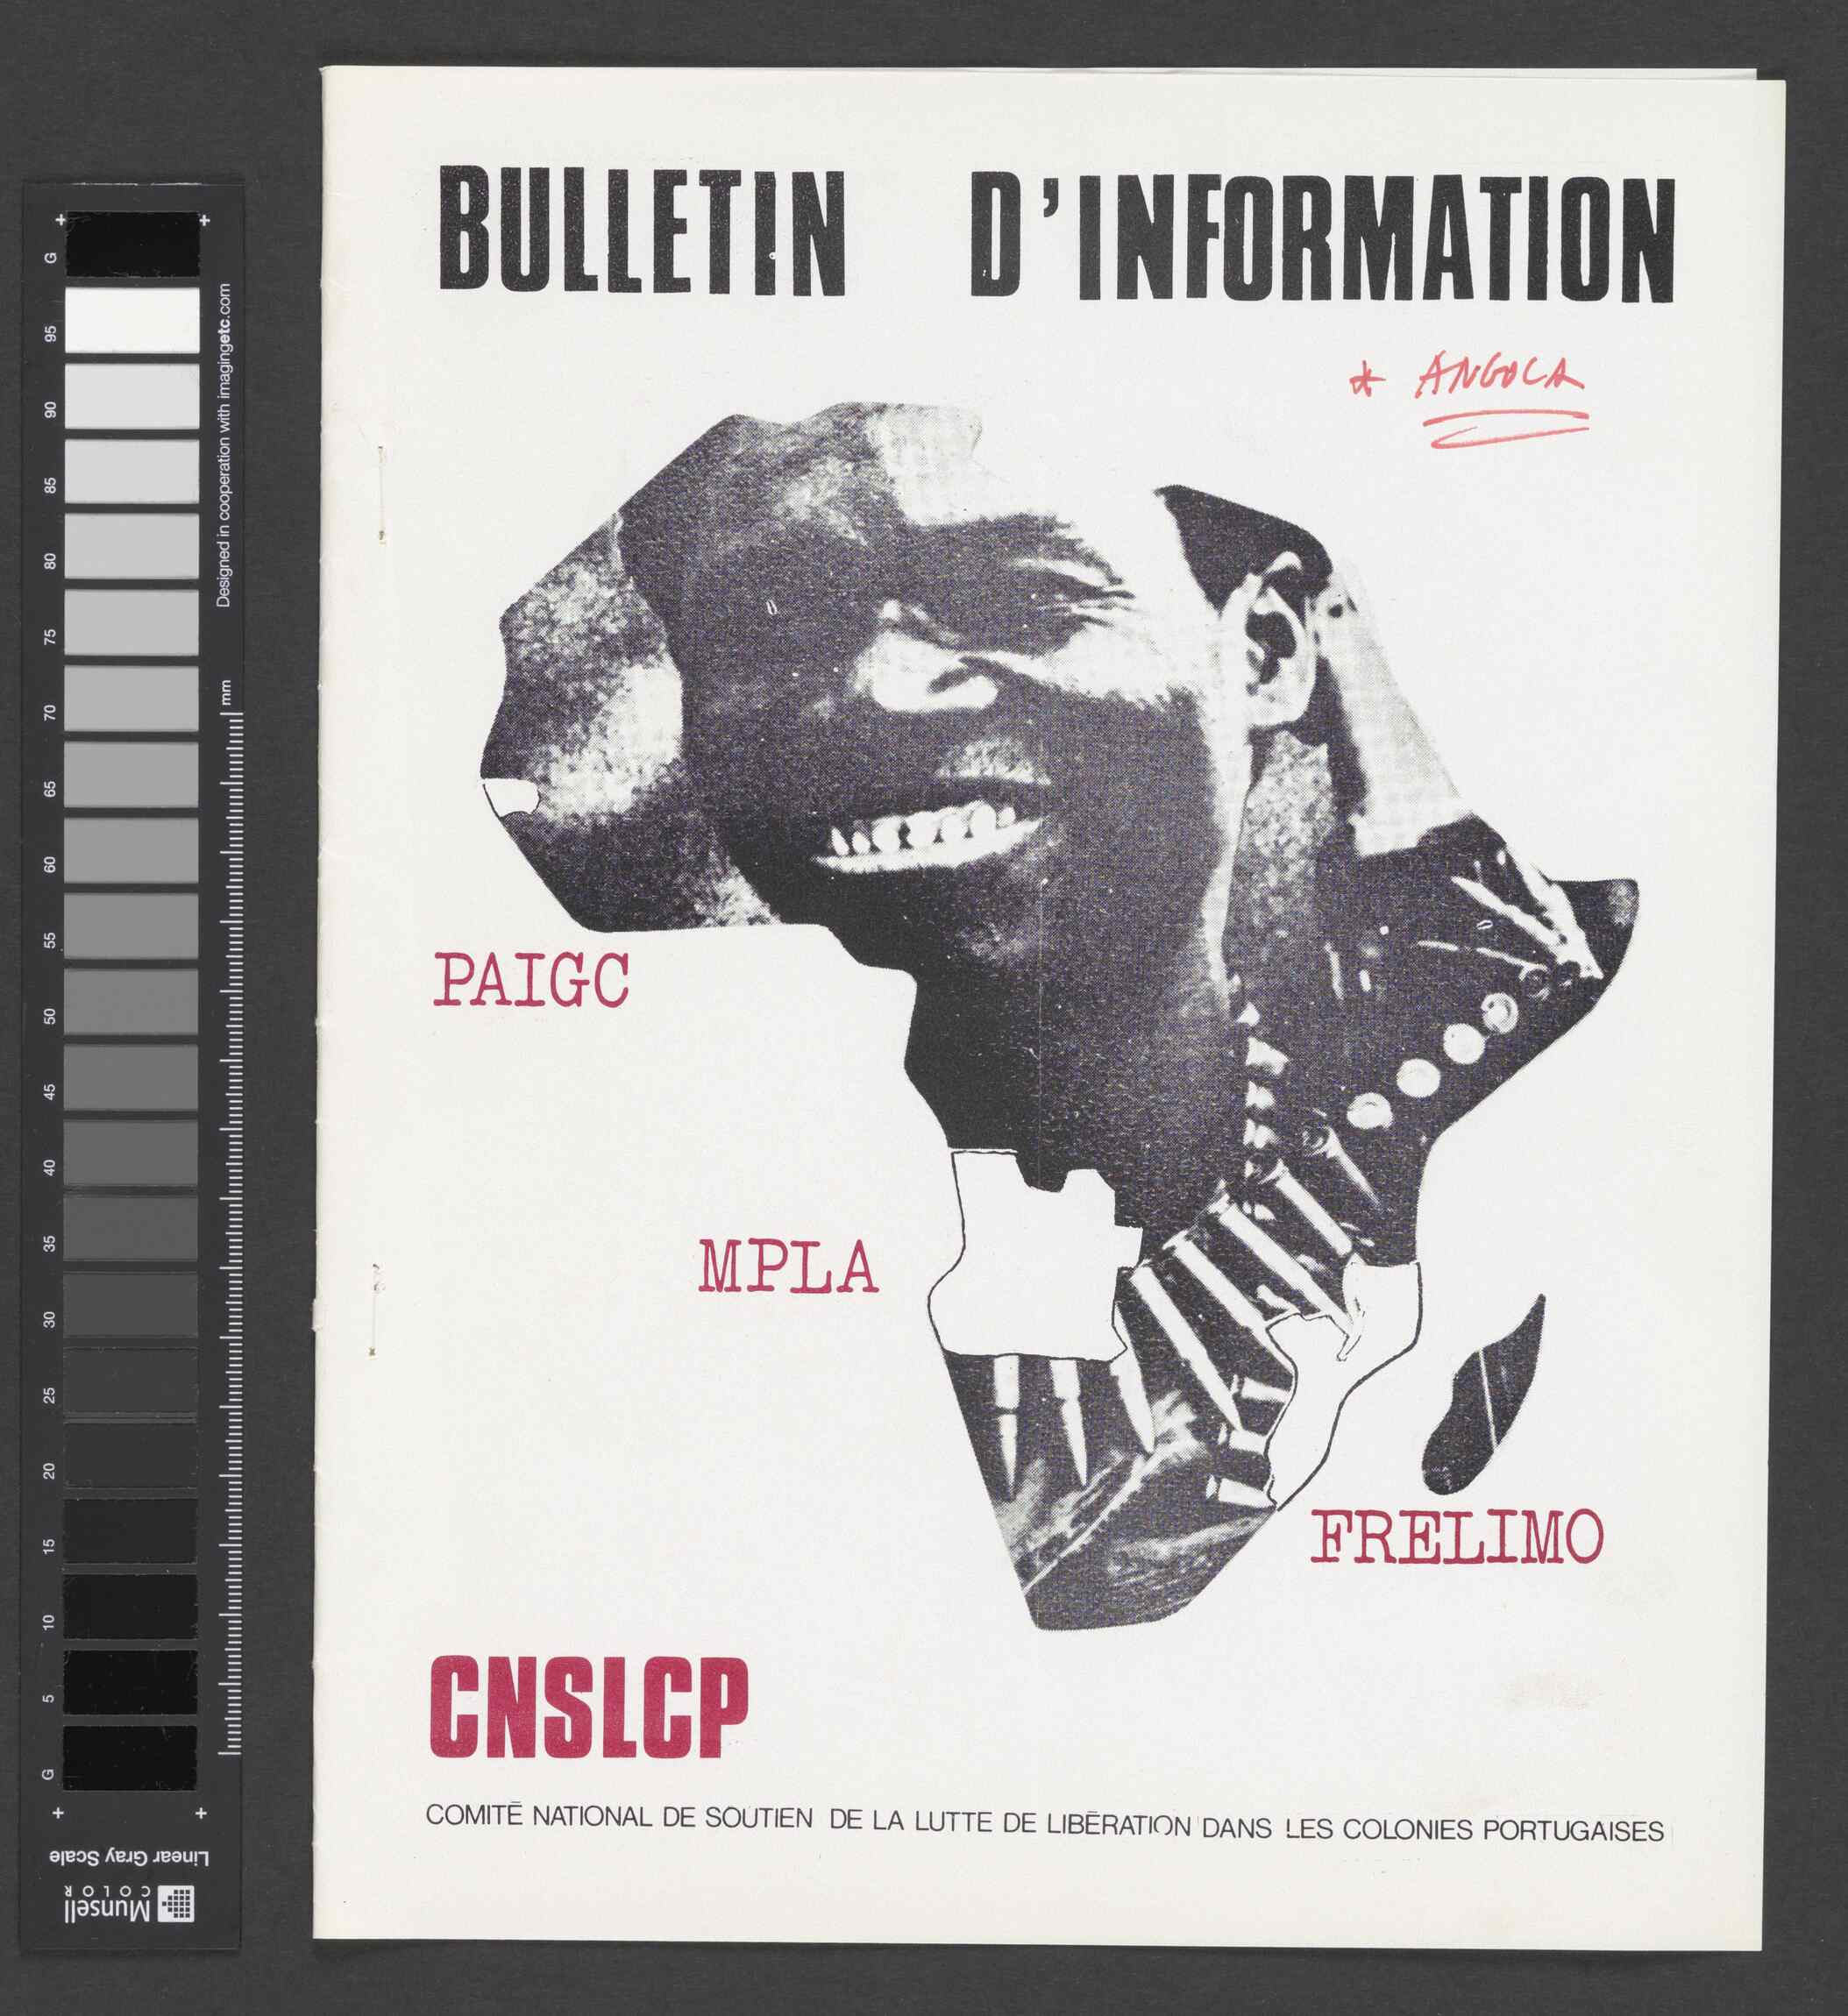 BULLETIN D'INFORMATION
* ANGOLA
PAIGC
MPLA
FRELIMO
CNSLCP
COMITÉ NATIONAL DE SOUTIEN DE LA LUTTE DE LIBÉRATION DANS LES COLONIES PORTUGAISES
G
95
90
85
80
75
70
65
60
55
50
45
40
35
30
25
20
15
10
5
G
Designed in cooperation with imagingetc.com
mm
Linear Gray Scale
Munsell
COLOR